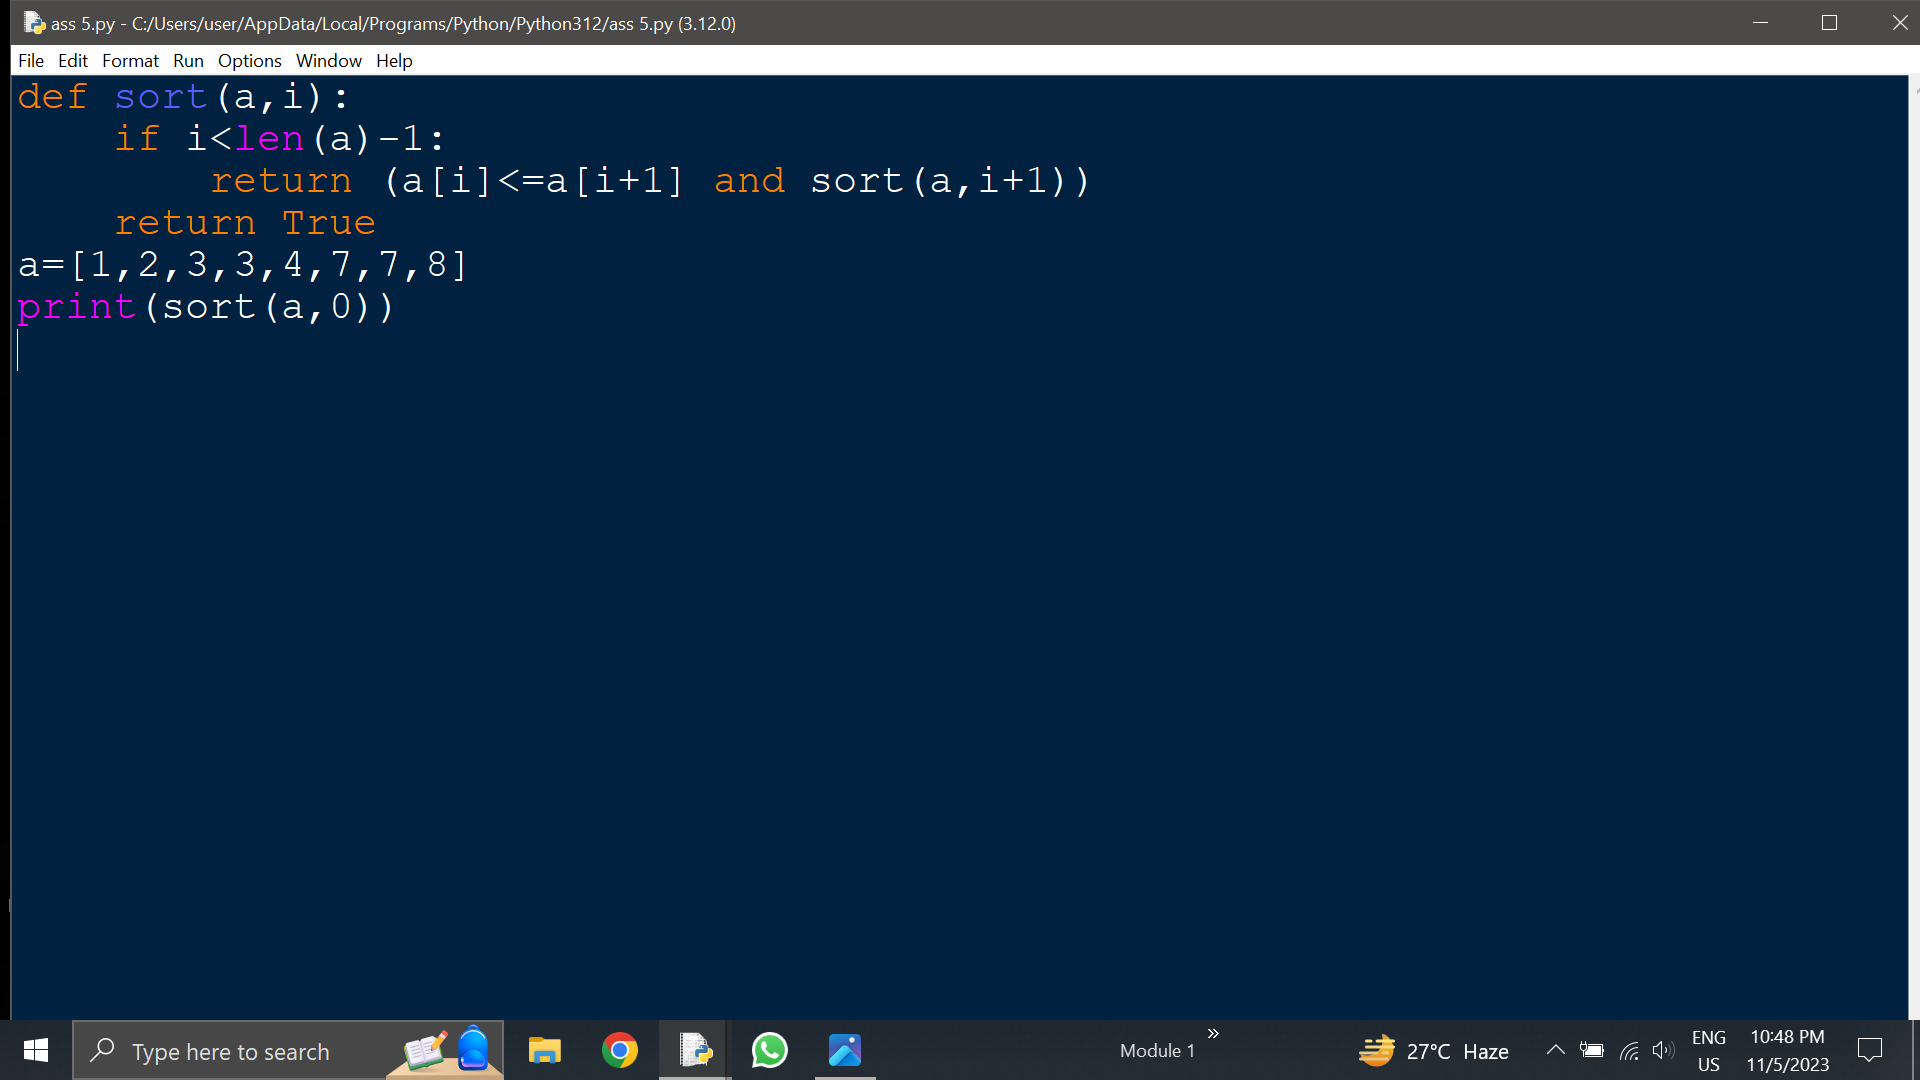 ass 5.py - C:/Users/user/AppData/Local/Programs/Python/Python312/ass 5.py (3.12.0)
File Edit Format Run Options Window Help
def sort(a,i):
    if i<len(a)-1:
        return (a[i]<=a[i+1] and sort(a,i+1))
    return True
a=[1,2,3,3,4,7,7,8]
print(sort(a,0))
Type here to search
Module 1
»
27°C Haze
ENG
US
10:48 PM
11/5/2023